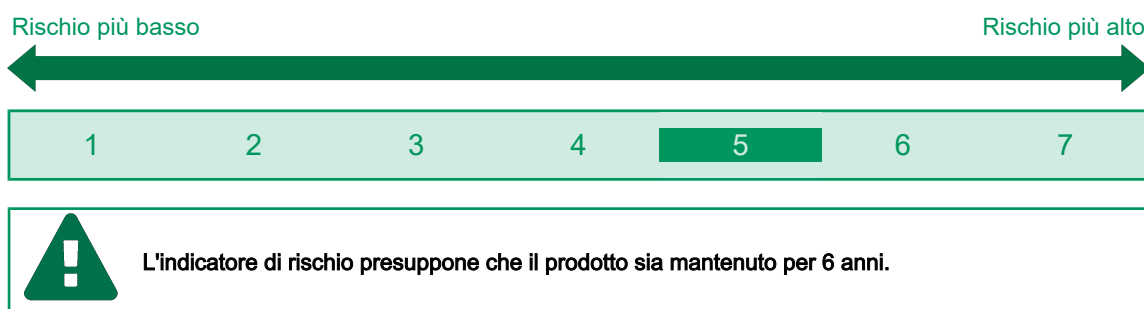 Rischio più basso Rischio più alto
1 2 3 4 5 6 7
L'indicatore di rischio presuppone che il prodotto sia mantenuto per 6 anni.